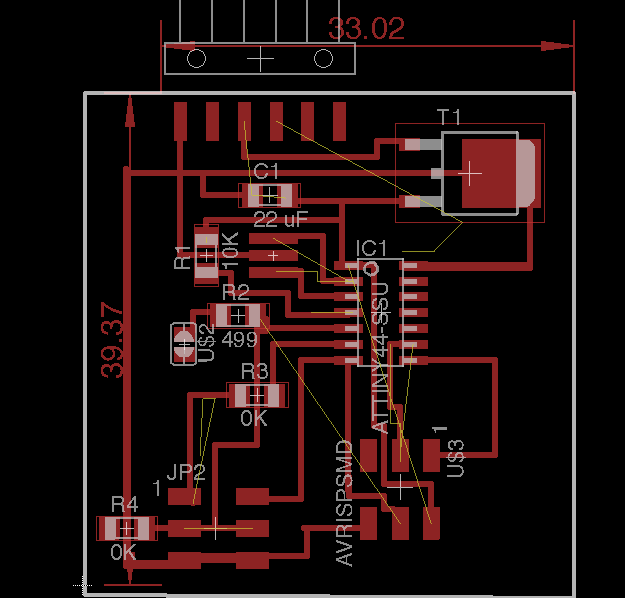 33.02
T1
C1
22 uF
R1
10K
IC1
ATTINY44-SSU
R2
499
U$2
39.37
R3
0K
1
U$3
JP2
1
AVRISPSMD
R4
0K